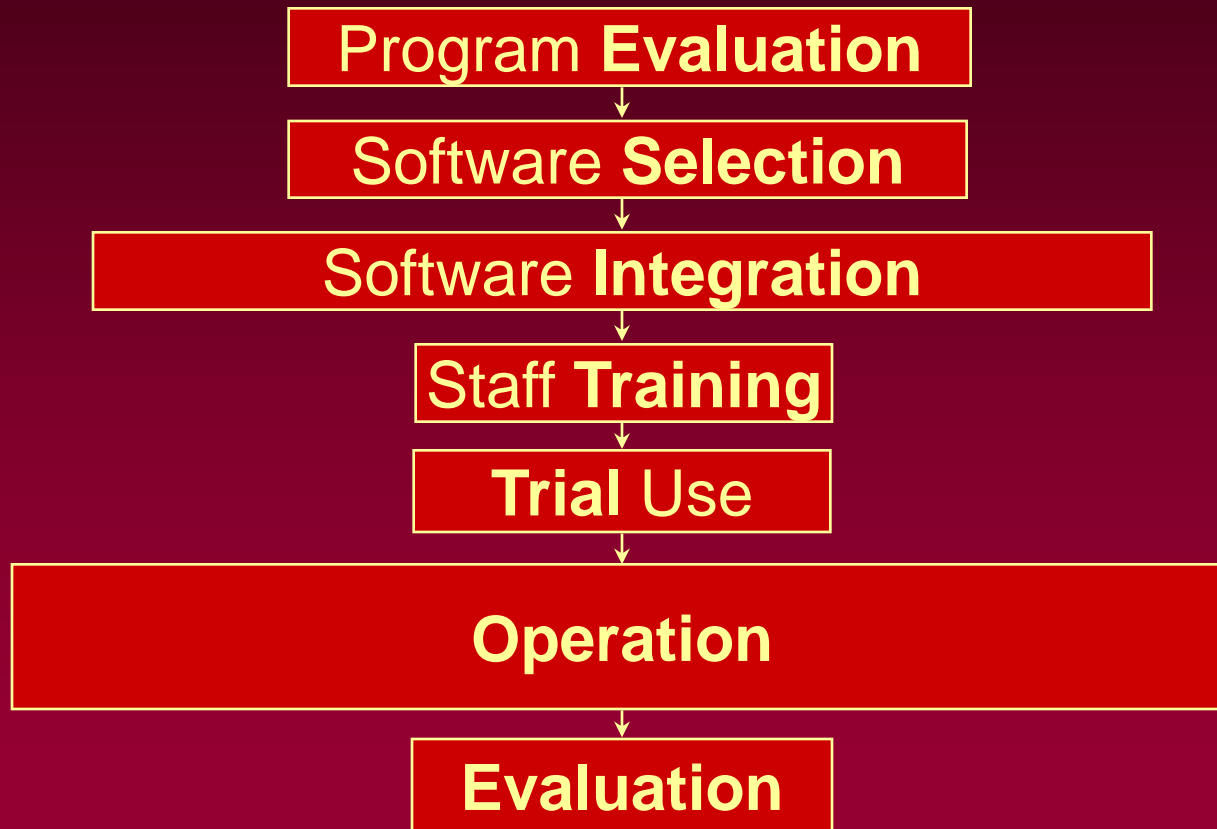 Program Evaluation
Software Selection
Software Integration
Staff Training
Trial Use
Operation
Evaluation